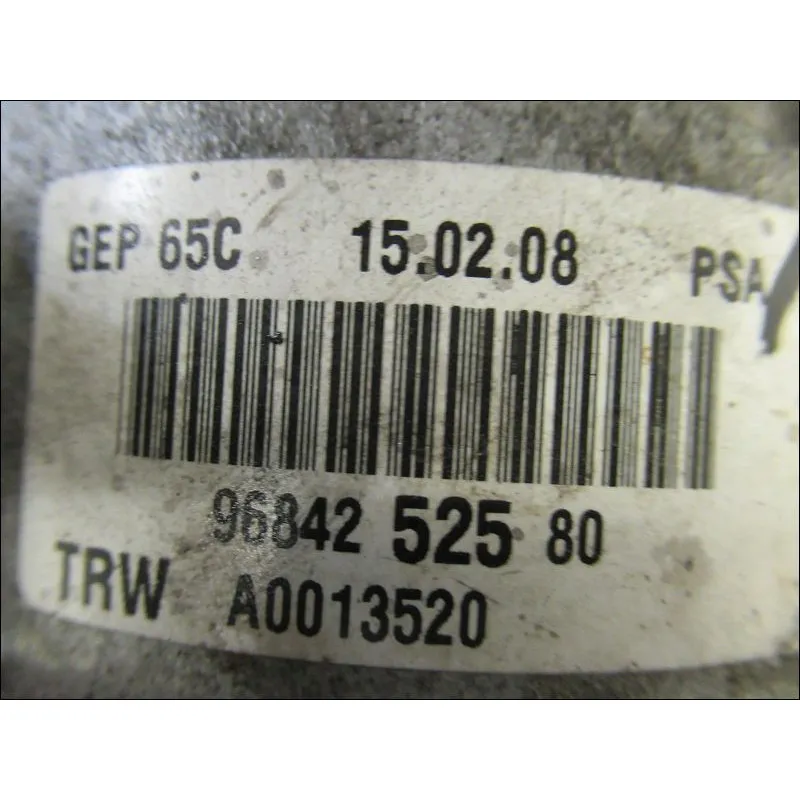 GEP 65C 15.02.08 PSA
96842 525 80
TRW A0013520